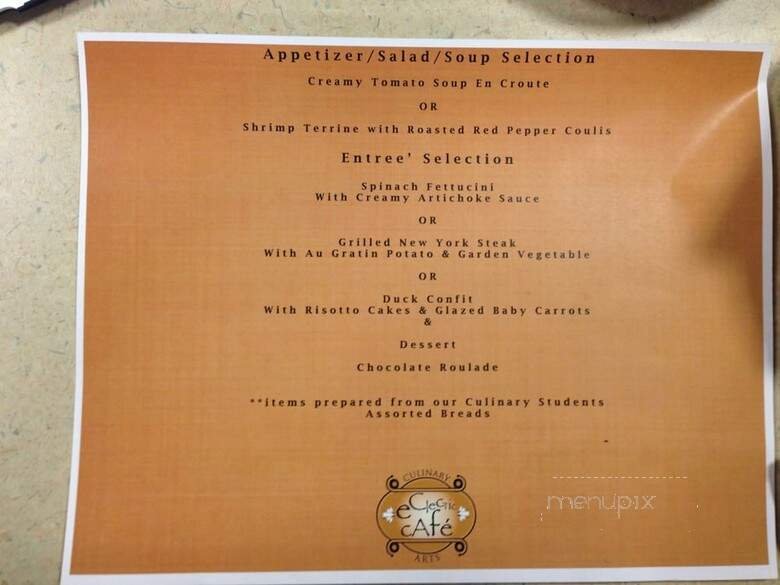 Appetizer/Salad/Soup Selection
Creamy Tomato Soup En Croute
OR
Shrimp Terrine with Roasted Red Pepper Coulis
Entree' Selection
Spinach Fettucini
With Creamy Artichoke Sauce
OR
Grilled New York Steak
With Au Gratin Potato & Garden Vegetable
OR
Duck Confit
With Risotto Cakes & Glazed Baby Carrots
&
Dessert
Chocolate Roulade
**items prepared from our Culinary Students
Assorted Breads
CULINARY
eClectic
cAfé
ARTS
menupix